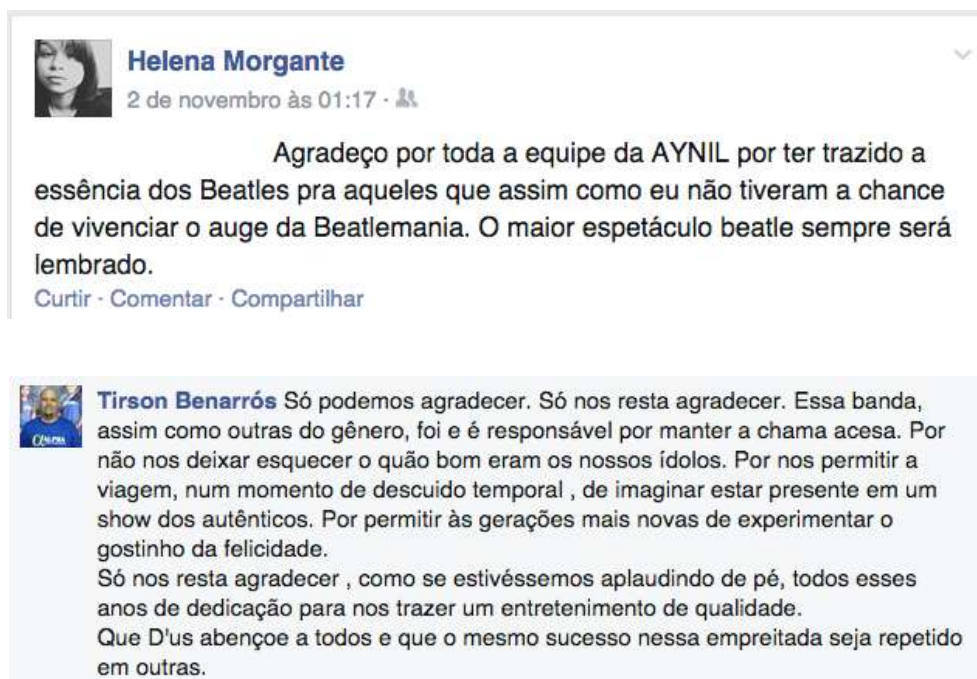 Helena Morgante
2 de novembro às 01:17 ·
Agradeço por toda a equipe da AYNIL por ter trazido a
essência dos Beatles pra aqueles que assim como eu não tiveram a chance
de vivenciar o auge da Beatlemania. O maior espetáculo beatle sempre será
lembrado.
Curtir · Comentar · Compartilhar
Tirson Benarrós Só podemos agradecer. Só nos resta agradecer. Essa banda,
assim como outras do gênero, foi e é responsável por manter a chama acesa. Por
não nos deixar esquecer o quão bom eram os nossos ídolos. Por nos permitir a
viagem, num momento de descuido temporal , de imaginar estar presente em um
show dos autênticos. Por permitir às gerações mais novas de experimentar o
gostinho da felicidade.
Só nos resta agradecer , como se estivéssemos aplaudindo de pé, todos esses
anos de dedicação para nos trazer um entretenimento de qualidade.
Que D'us abençoe a todos e que o mesmo sucesso nessa empreitada seja repetido
em outras.